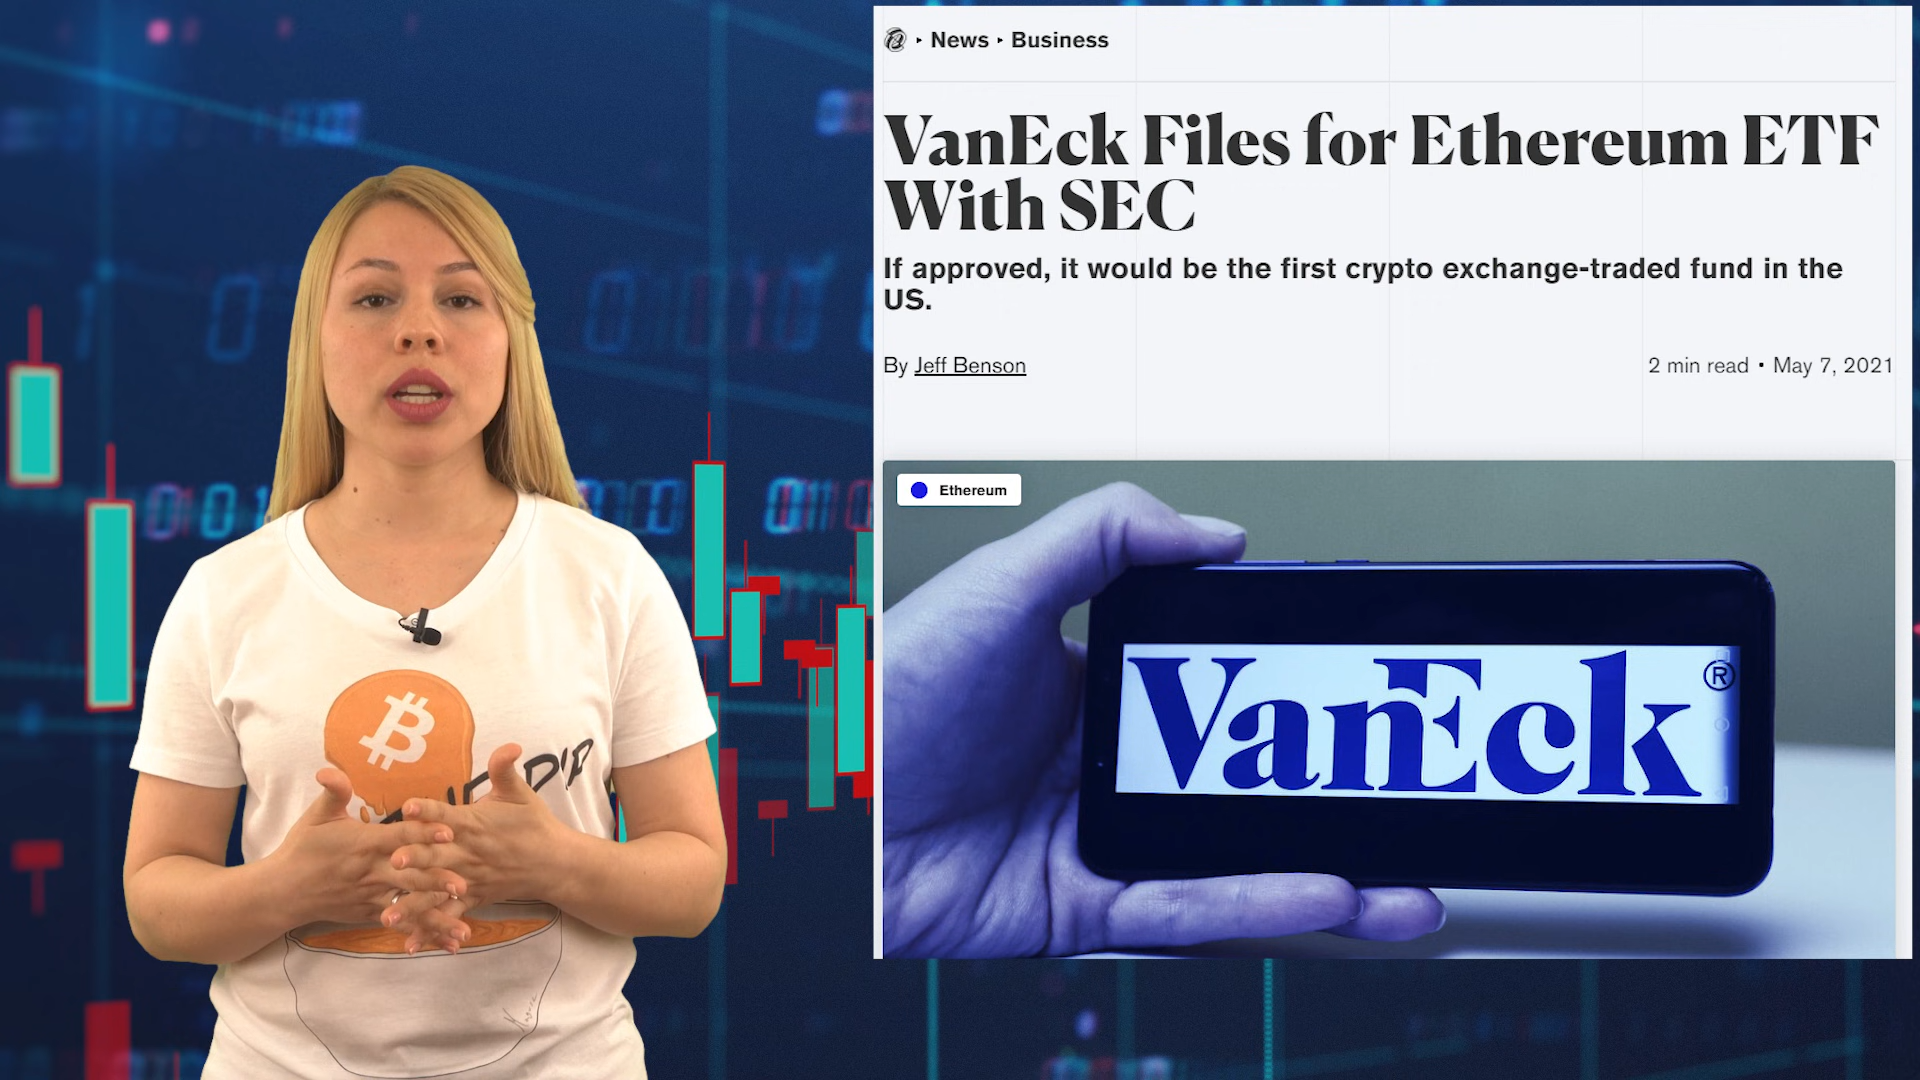 News ‣ Business
VanEck Files for Ethereum ETF
With SEC
If approved, it would be the first crypto exchange-traded fund in the
US.
By Jeff Benson
2 min read • May 7, 2021
Ethereum
VanEck®